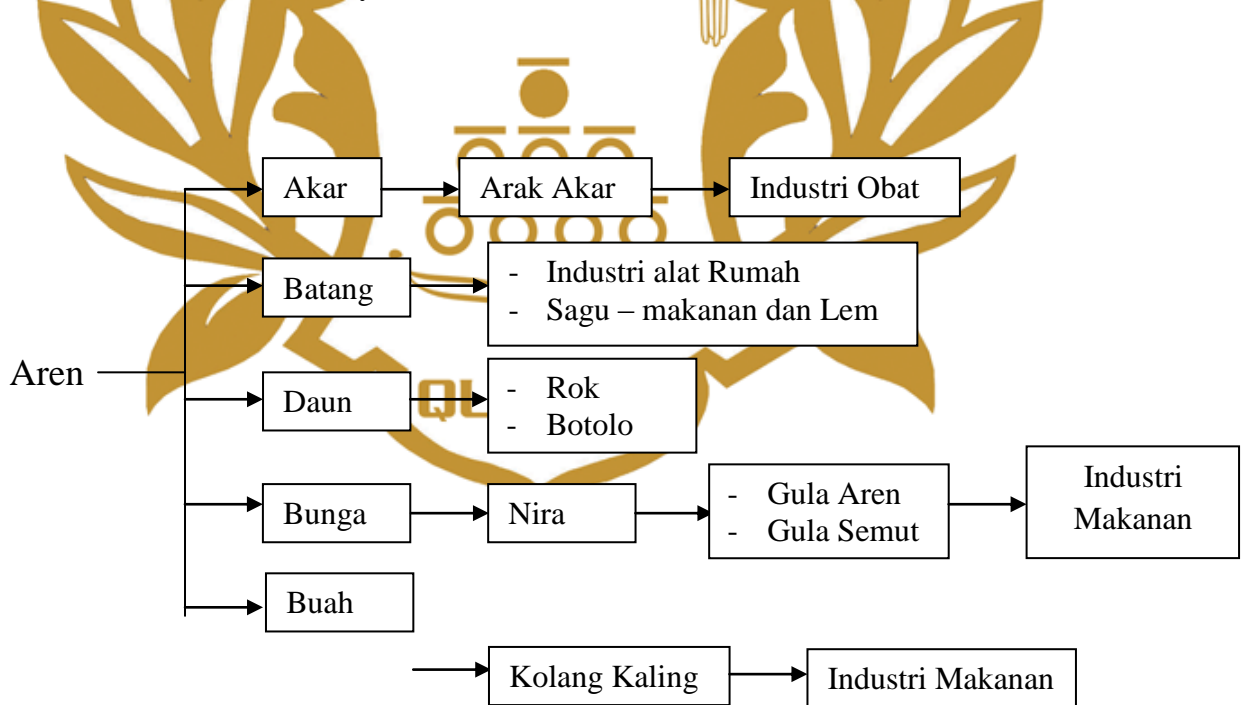 Akar
Arak Akar
Industri Obat
Batang
- Industri alat Rumah
- Sagu – makanan dan Lem
Aren
Daun
- Rok
- Botolo
Bunga
Nira
- Gula Aren
- Gula Semut
Industri
Makanan
Buah
Kolang Kaling
Industri Makanan